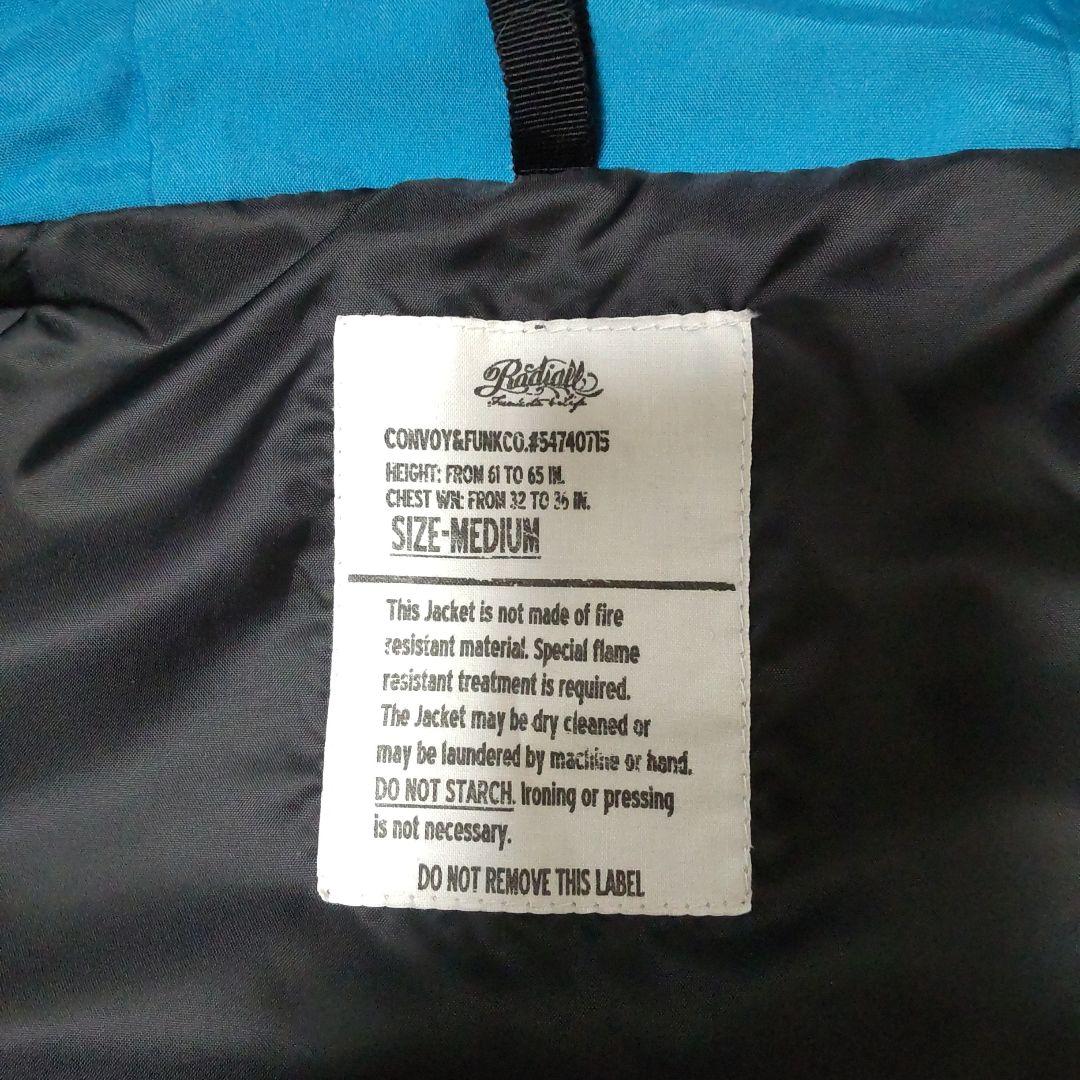 Radiall
CONVOY&FUNKCO.#54740715
HEIGHT: FROM 61 TO 65 IN.
CHEST WN: FROM 32 TO 36 IN.
SIZE-MEDIUM
This Jacket is not made of fire
resistant material. Special flame
resistant treatment is required.
The Jacket may be dry cleaned or
may be laundered by machine or hand.
DO NOT STARCH. Ironing or pressing
is not necessary.
DO NOT REMOVE THIS LABEL